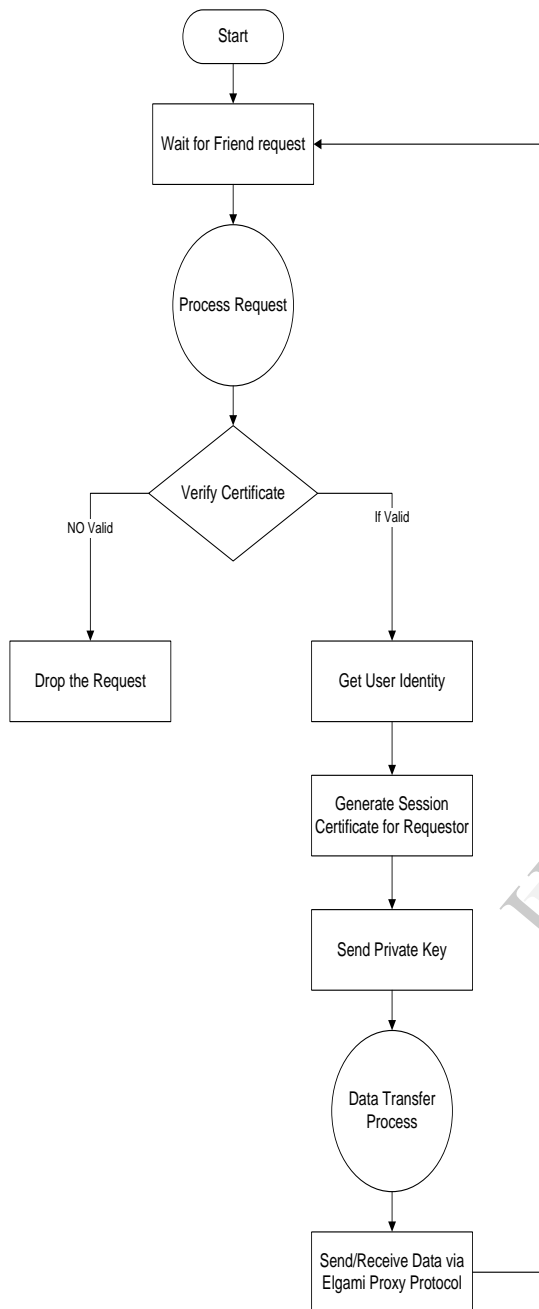 Start
Wait for Friend request
Process Request
Verify Certificate
NO Valid
If Valid
Drop the Request
Get User Identity
Generate Session
Certificate for Requestor
Send Private Key
Data Transfer
Process
Send/Receive Data via
Elgami Proxy Protocol